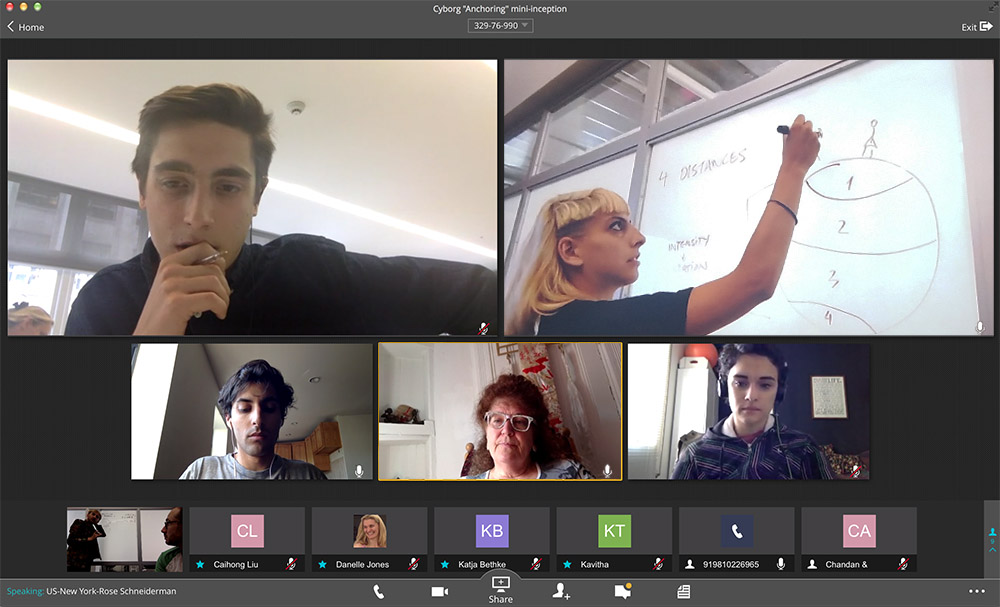 Cyborg "Anchoring" mini-inception
Home
329-76-990
Exit
4 DISTANCES
INTENSITY
1
2
3
4
CL
KB
KT
CA
Caihong Liu
Danelle Jones
Katja Bethke
Kavitha
919810226965
Chandan &
Speaking: US-New York-Rose Schneiderman
Share